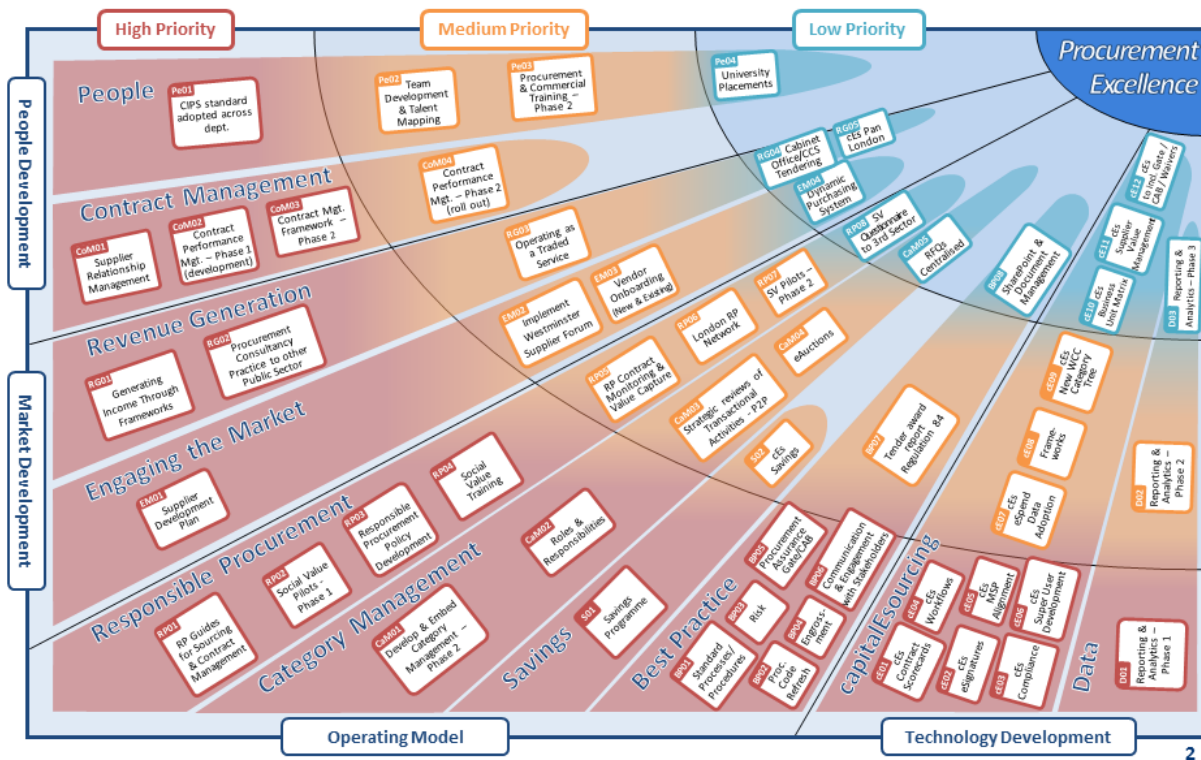 High Priority
Medium Priority
Low Priority
Procurement
Excellence
People Development
Market Development
Operating Model
Technology Development
People
Pe01
CIPS standard
adopted across
dept.
Pe02
Team
Development
& Talent
Mapping
Pe03
Procurement
& Commercial
Training –
Phase 2
Pe04
University
Placements
Contract Management
CoM01
Supplier
Relationship
Management
CoM02
Contract
Performance
Mgt. – Phase 1
(development)
CoM03
Contract Mgt.
Framework –
Phase 2
CoM04
Contract
Performance
Mgt. – Phase 2
(roll out)
Revenue Generation
RG01
Generating
Income Through
Frameworks
RG02
Procurement
Consultancy
Practice to other
Public Sector
RG03
Operating as
a Traded
Service
RG04
Cabinet
Office/CCS
Tendering
RG05
cEs Pan
London
Engaging the Market
EM01
Supplier
Development
Plan
EM02
Implement
Westminster
Supplier Forum
EM03
Vendor
Onboarding
(New & Existing)
EM04
Dynamic
Purchasing
System
Responsible Procurement
RP01
RP Guides
for Sourcing
& Contract
Management
RP02
Social Value
Pilots -
Phase 1
RP03
Responsible
Procurement
Policy
Development
RP04
Social
Value
Training
RP05
RP Contract
Monitoring &
Value Capture
RP06
London RP
Network
RP07
SV Pilots –
Phase 2
RP08
SV
Questionnaire
to 3rd Sector
Category Management
CaM01
Develop & Embed
Category
Management –
Phase 2
CaM02
Roles &
Responsibilities
CaM03
Strategic reviews of
Transactional
Activities - P2P
CaM04
eAuctions
CaM05
RFQs
Centralised
Savings
S01
Savings
Programme
S02
cEs
Savings
Best Practice
BP01
Standard
Processes/
Procedures
BP02
Proc.
Code
Refresh
BP03
Risk
BP04
Engross-
ment
BP05
Procurement
Assurance
Gate/CAB
BP06
Communication
& Engagement
with Stakeholders
BP07
Tender award
report
Regulation 84
BP08
SharePoint &
Document
Management
capitalEsourcing
cE01
cEs
Contract
Scorecards
cE02
cEs
eSignatures
cE03
cEs
Compliance
cE04
cEs
Workflows
cE05
cEs
MSP
Alignment
cE06
cEs
Super User
Development
cE07
cEs
eSpend
Data
Adoption
cE08
Frame-
works
cE09
cEs
New WCC
Category
Tree
cE10
cEs
Business
Unit Matrix
cE11
cEs
Supplier
Value
Management
cE12
cEs
to Incl. Gate /
CAB / Waivers
Data
D01
Reporting &
Analytics –
Phase 1
D02
Reporting &
Analytics –
Phase 2
D03
Reporting &
Analytics – Phase 3
2